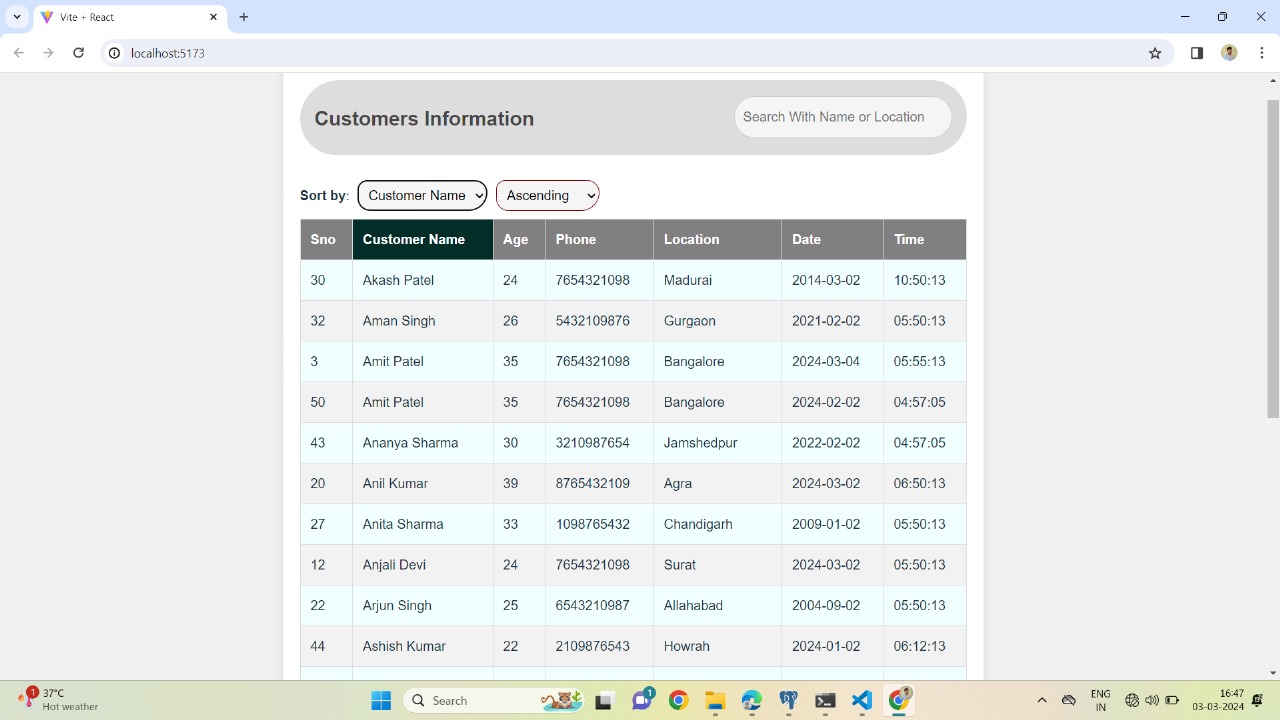 Vite + React
localhost:5173
Customers Information
Search With Name or Location
Sort by: Customer Name Ascending
Sno Customer Name Age Phone Location Date Time
30 Akash Patel 24 7654321098 Madurai 2014-03-02 10:50:13
32 Aman Singh 26 5432109876 Gurgaon 2021-02-02 05:50:13
3 Amit Patel 35 7654321098 Bangalore 2024-03-04 05:55:13
50 Amit Patel 35 7654321098 Bangalore 2024-02-02 04:57:05
43 Ananya Sharma 30 3210987654 Jamshedpur 2022-02-02 04:57:05
20 Anil Kumar 39 8765432109 Agra 2024-03-02 06:50:13
27 Anita Sharma 33 1098765432 Chandigarh 2009-01-02 05:50:13
12 Anjali Devi 24 7654321098 Surat 2024-03-02 05:50:13
22 Arjun Singh 25 6543210987 Allahabad 2004-09-02 05:50:13
44 Ashish Kumar 22 2109876543 Howrah 2024-01-02 06:12:13
1 37°C
Hot weather
Search
1
ENG
IN
16:47
03-03-2024